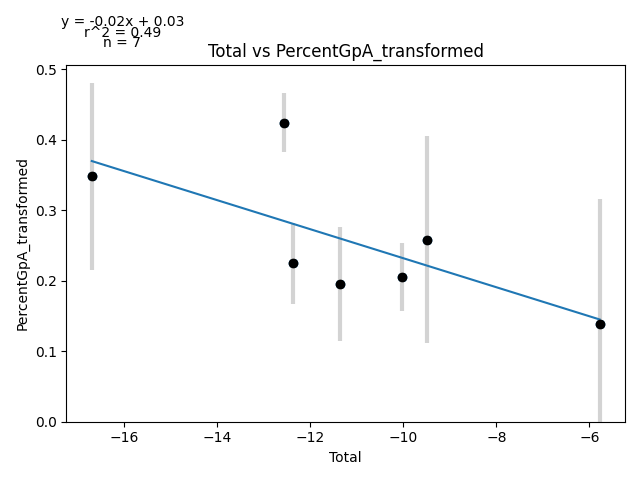 y = -0.02x + 0.03
r^2 = 0.49
n = 7
Total vs PercentGpA_transformed
PercentGpA_transformed
0.5
0.4
0.3
0.2
0.1
0.0
−16
−14
−12
−10
−8
−6
Total